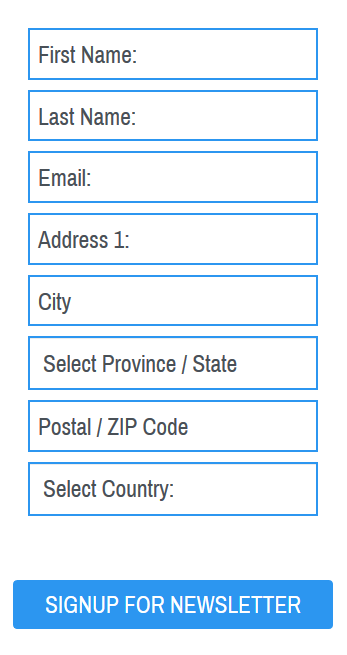 First Name:
Last Name:
Email:
Address 1:
City
Select Province / State
Postal / ZIP Code
Select Country:
SIGNUP FOR NEWSLETTER